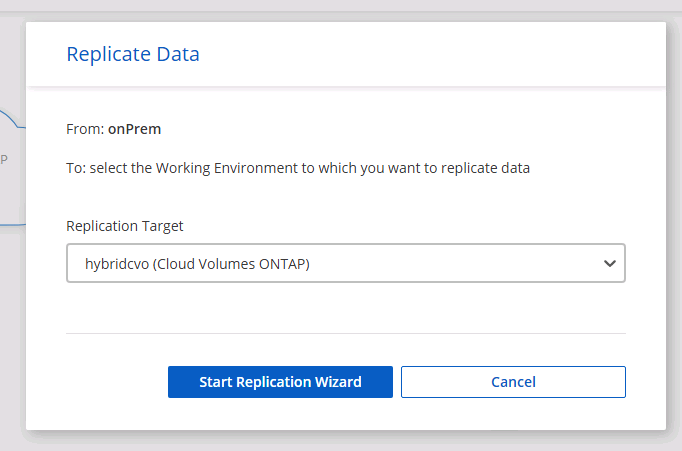 Replicate Data
From: onPrem
P
To: select the Working Environment to which you want to replicate data
Replication Target
hybridcvo (Cloud Volumes ONTAP)
Start Replication Wizard
Cancel